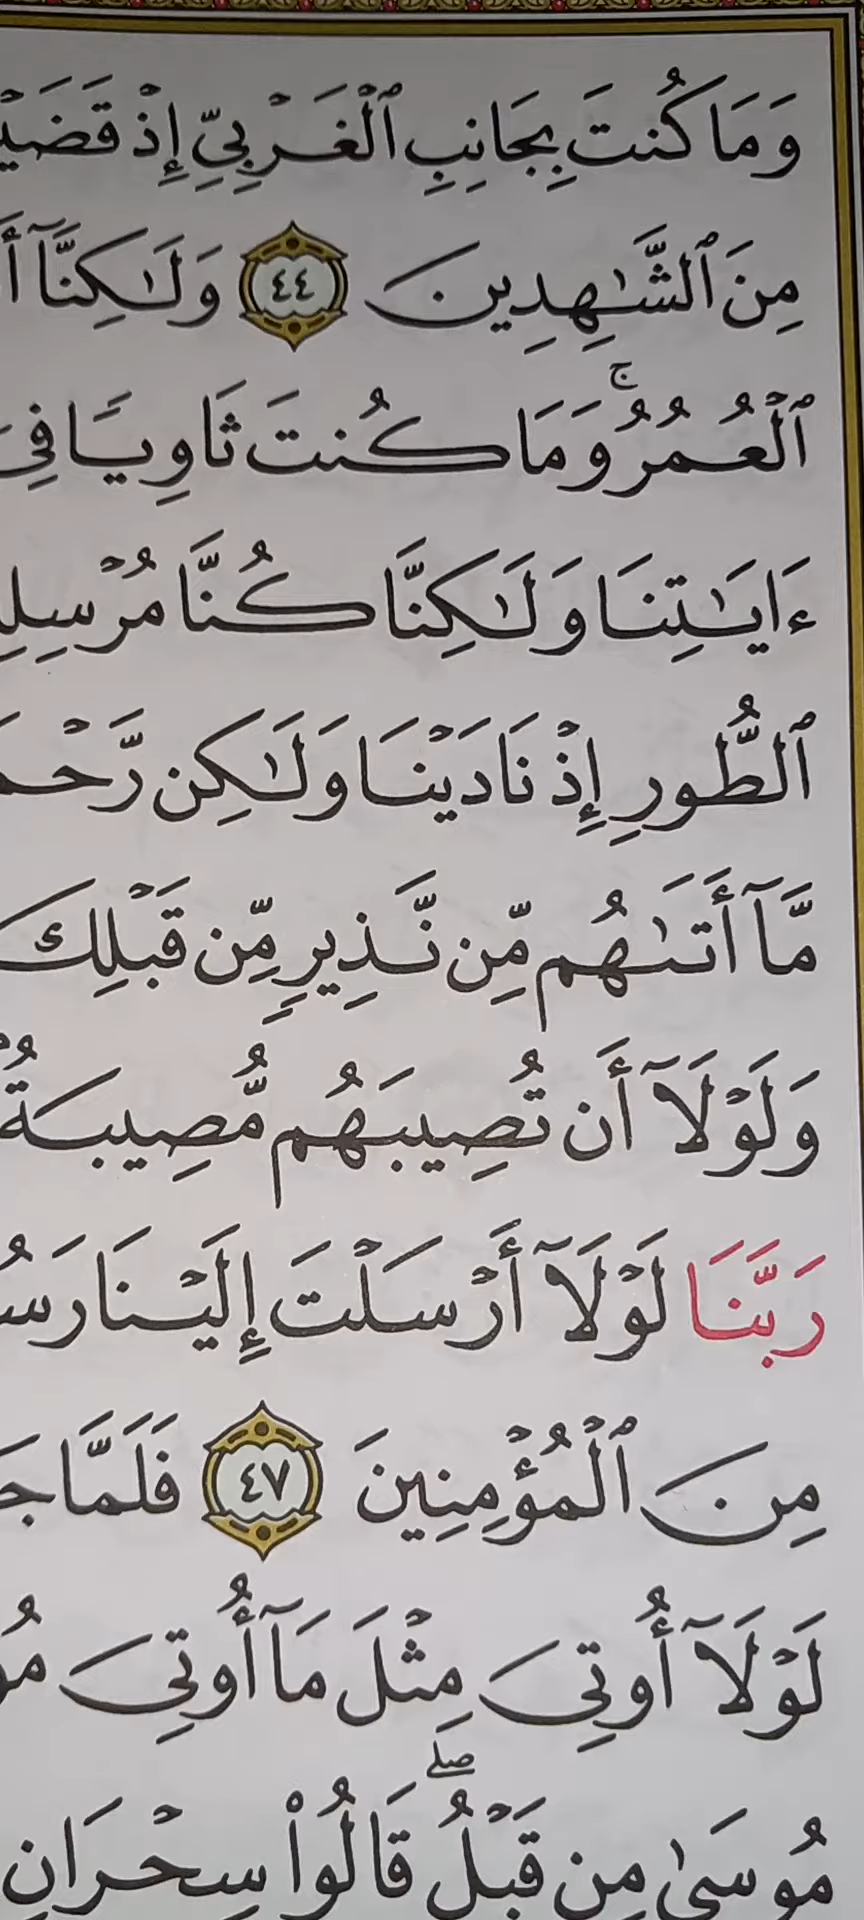 وَمَا كُنتَ بِجَانِبِ ٱلْغَرْبِيِّ إِذْ
مِنَ ٱلشَّٰهِدِينَ ٤٤ وَلَٰكِنَّآ
ٱلْعُمُرُ ۚ وَمَا كُنتَ ثَاوِيًا فِى
ءَايَٰتِنَا وَلَٰكِنَّا كُنَّا
ٱلطُّورِ إِذْ نَادَيْنَا وَلَٰكِن
مَّآ أَتَىٰهُم مِّن نَّذِيرٍ مِّن قَبْلِكَ
وَلَوْلَآ أَن تُصِيبَهُم مُّصِيبَةٌ
رَبَّنَا لَوْلَآ أَرْسَلْتَ إِلَيْنَا
مِنَ ٱلْمُؤْمِنِينَ ٤٧ فَلَمَّا
لَوْلَآ أُوتِىَ مِثْلَ مَآ أُوتِىَ
مُوسَىٰ مِن قَبْلُ ۖ قَالُوا۟ سِحْرَانِ